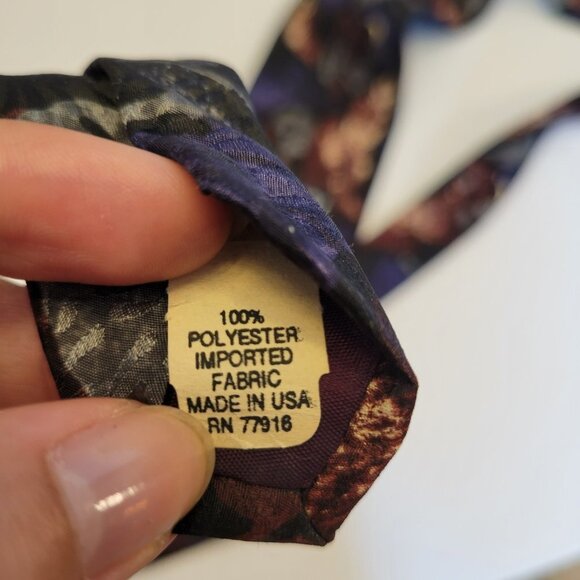 100%
POLYESTER
IMPORTED
FABRIC
MADE IN USA
RN 77916